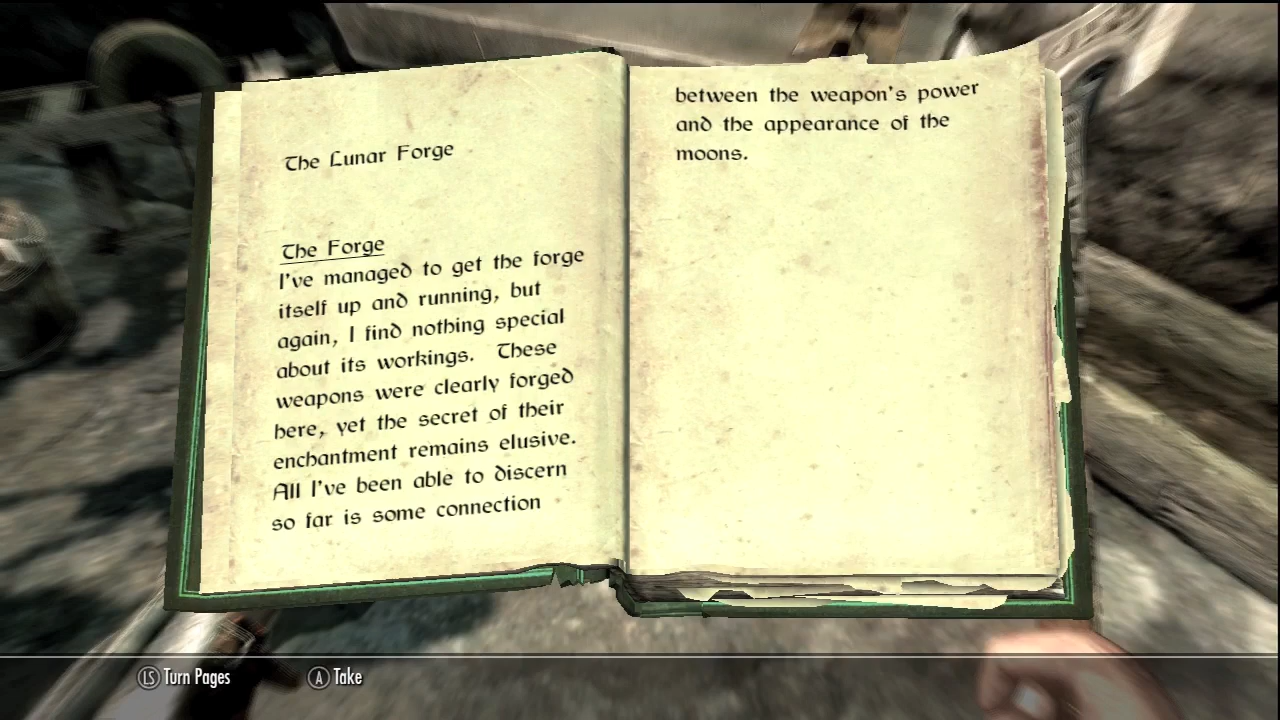 The Lunar Forge
The Forge
I've managed to get the forge
itself up and running, but
again, I find nothing special
about its workings. These
weapons were clearly forged
here, yet the secret of their
enchantment remains elusive.
All I've been able to discern
so far is some connection
between the weapon's power
and the appearance of the
moons.
LS Turn Pages
A Take